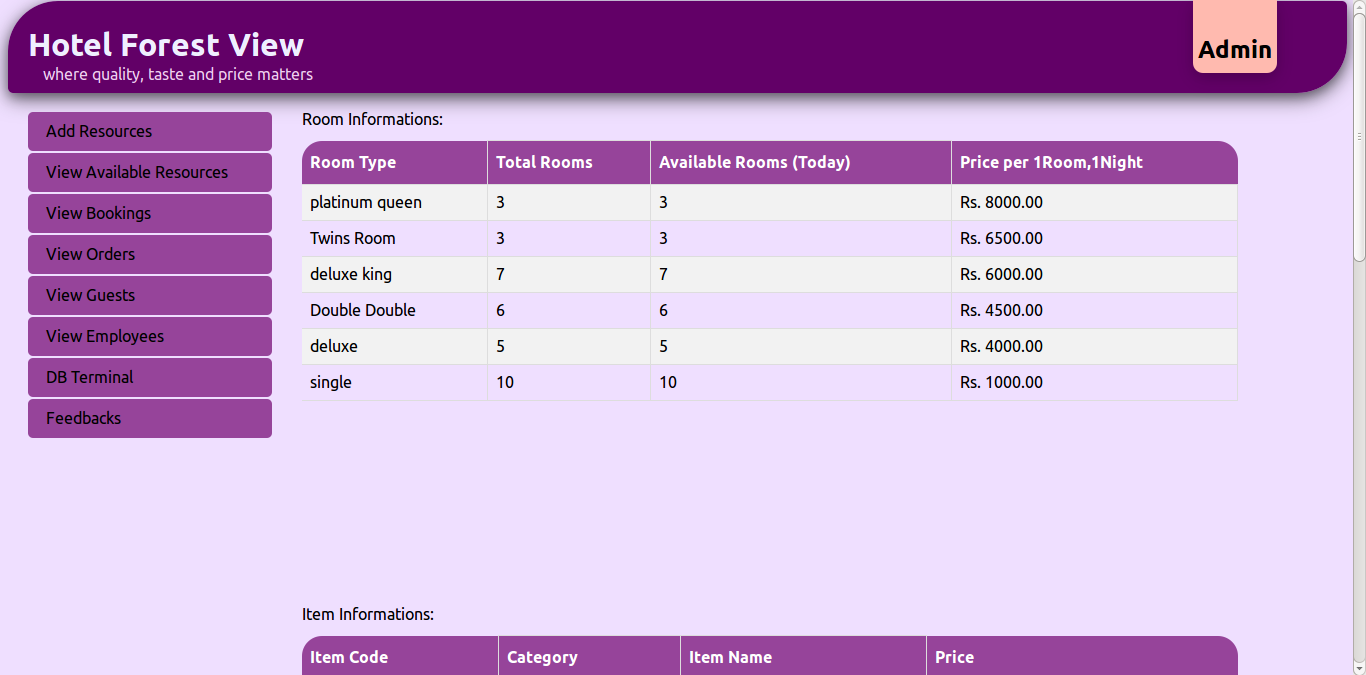 Hotel Forest View
where quality, taste and price matters
Admin
Add Resources
View Available Resources
View Bookings
View Orders
View Guests
View Employees
DB Terminal
Feedbacks
Room Informations:
Room Type Total Rooms Available Rooms (Today) Price per 1Room,1Night
platinum queen 3 3 Rs. 8000.00
Twins Room 3 3 Rs. 6500.00
deluxe king 7 7 Rs. 6000.00
Double Double 6 6 Rs. 4500.00
deluxe 5 5 Rs. 4000.00
single 10 10 Rs. 1000.00
Item Informations:
Item Code Category Item Name Price